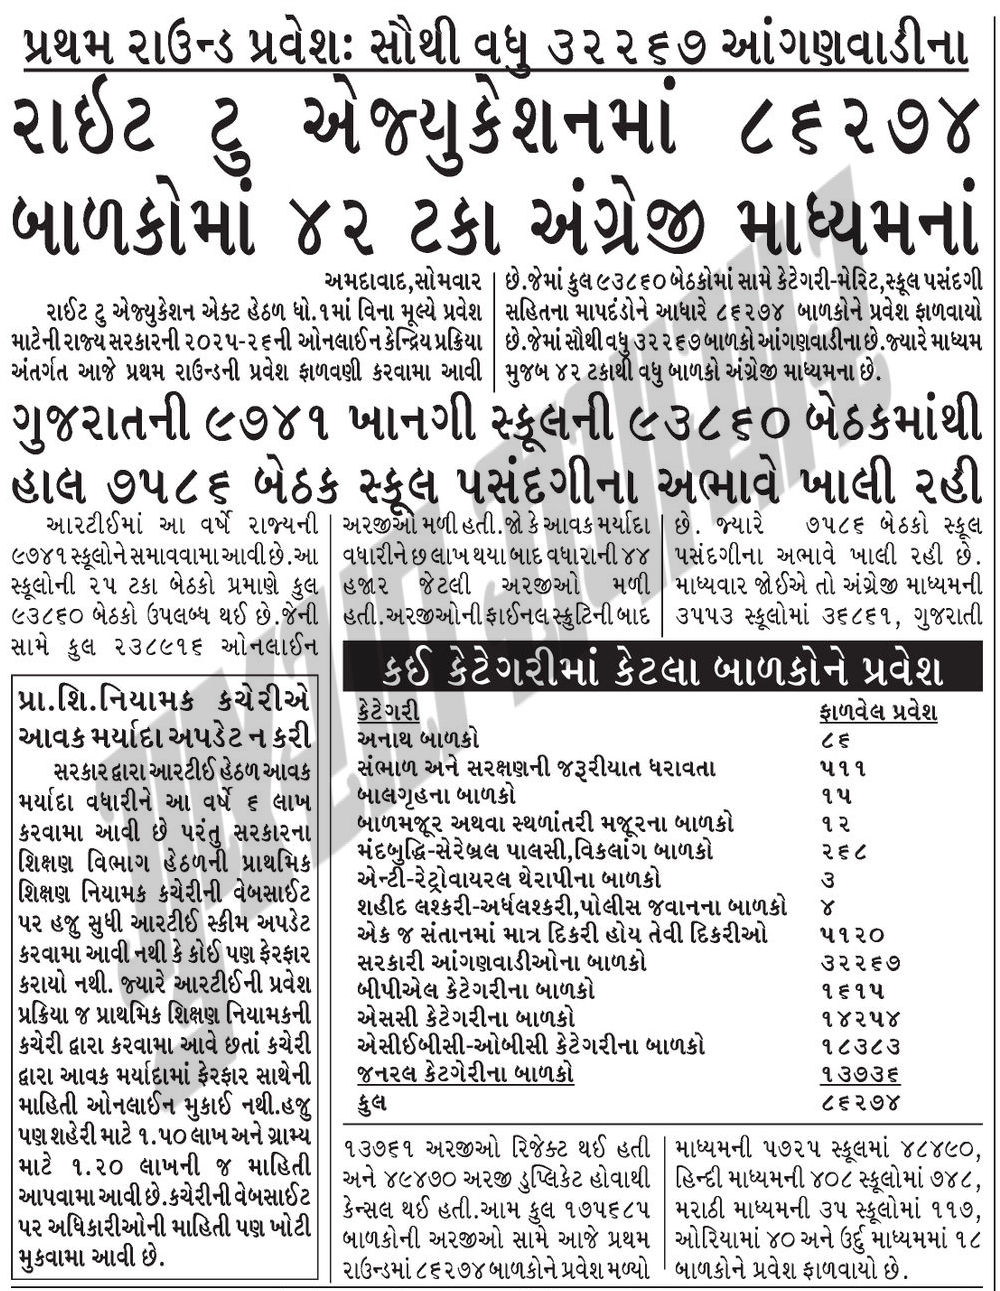 પ્રથમ રાઉન્ડ પ્રવેશઃ સૌથી વધુ ૩૨૨૬૭ આંગણવાડીના
રાઈટ ટુ એજ્યુકેશનમાં ૮૬૨૭૪
બાળકોમાં ૪૨ ટકા અંગ્રેજી માધ્યમનાં
અમદાવાદ,સોમવાર
રાઈટ ટુ એજ્યુકેશન એક્ટ હેઠળ ધો.૧માં વિના મૂલ્યે પ્રવેશ
માટેની રાજ્ય સરકારની ૨૦૨૫-૨૬ની ઓનલાઈન કેન્દ્રિય પ્રક્રિયા
અંતર્ગત આજે પ્રથમ રાઉન્ડની પ્રવેશ ફાળવણી કરવામા આવી
છે.જેમાં કુલ ૯૩૮૬૦ બેઠકોમાં સામે કેટેગરી-મેરિટ,સ્કૂલ પસંદગી
સહિતના માપદંડોને આધારે ૮૬૨૭૪ બાળકોને પ્રવેશ ફાળવાયો
છે.જેમાં સૌથી વધુ ૩૨૨૬૭ બાળકો આંગણવાડીના છે.જ્યારે માધ્યમ
મુજબ ૪૨ ટકાથી વધુ બાળકો અંગ્રેજી માધ્યમના છે.
ગુજરાતની ૯૭૪૧ ખાનગી સ્કૂલની ૯૩૮૬૦ બેઠકમાંથી
હાલ ૭૫૮૬ બેઠક સ્કૂલ પસંદગીના અભાવે ખાલી રહી
આરટીઈમાં આ વર્ષે રાજ્યની
૯૭૪૧ સ્કૂલોને સમાવવામા આવી છે.આ
સ્કૂલોની ૨૫ ટકા બેઠકો પ્રમાણે કુલ
૯૩૮૬૦ બેઠકો ઉપલબ્ધ થઈ છે.જેની
સામે કુલ ૨૩૮૯૧૬ ઓનલાઈન
અરજીઓ મળી હતી.જો કે આવક મર્યાદા
વધારીને છ લાખ થયા બાદ વધારાની ૪૪
હજાર જેટલી અરજીઓ મળી
હતી.અરજીઓની ફાઈનલ સ્ક્રુટિની બાદ
છે. જ્યારે ૭૫૮૬ બેઠકો સ્કૂલ
પસંદગીના અભાવે ખાલી રહી છે.
માધ્યવાર જોઈએ તો અંગ્રેજી માધ્યમની
૩૫૫૩ સ્કૂલોમાં ૩૬૮૬૧, ગુજરાતી
પ્રા.શિ.નિયામક કચેરીએ
આવક મર્યાદા અપડેટ ન કરી
સરકાર દ્વારા આરટીઈ હેઠળ આવક
મર્યાદા વધારીને આ વર્ષે ૬ લાખ
કરવામા આવી છે પરંતુ સરકારના
શિક્ષણ વિભાગ હેઠળની પ્રાથમિક
શિક્ષણ નિયામક કચેરીની વેબસાઈટ
પર હજુ સુધી આરટીઈ સ્કીમ અપડેટ
કરવામા આવી નથી કે કોઈ પણ ફેરફાર
કરાયો નથી. જ્યારે આરટીઈની પ્રવેશ
પ્રક્રિયા જ પ્રાથમિક શિક્ષણ નિયામકની
કચેરી દ્વારા કરવામા આવે છતાં કચેરી
દ્વારા આવક મર્યાદામાં ફેરફાર સાથેની
માહિતી ઓનલાઈન મુકાઈ નથી.હજુ
પણ શહેરી માટે ૧.૫૦ લાખ અને ગ્રામ્ય
માટે ૧.૨૦ લાખની જ માહિતી
આપવામા આવી છે.કચેરીની વેબસાઈટ
પર અધિકારીઓની માહિતી પણ ખોટી
મુકવામા આવી છે.
કઈ કેટેગરીમાં કેટલા બાળકોને પ્રવેશ
કેટેગરી ફાળવેલ પ્રવેશ
અનાથ બાળકો ૮૬
સંભાળ અને સરક્ષણની જરૂરીયાત ધરાવતા ૫૧૧
બાલગૃહના બાળકો ૧૫
બાળમજૂર અથવા સ્થળાંતરી મજૂરના બાળકો ૧૨
મંદબુદ્ધિ-સેરેબ્રલ પાલસી,વિકલાંગ બાળકો ૨૬૮
એન્ટી-રેટ્રોવાયરલ થેરાપીના બાળકો ૩
શહીદ લશ્કરી-અર્ધલશ્કરી,પોલીસ જવાનના બાળકો ૪
એક જ સંતાનમાં માત્ર દિકરી હોય તેવી દિકરીઓ ૫૧૨૦
સરકારી આંગણવાડીઓના બાળકો ૩૨૨૬૭
બીપીએલ કેટેગરીના બાળકો ૧૬૧૫
એસસી કેટેગરીના બાળકો ૧૪૨૫૪
એસીઈબીસી-ઓબીસી કેટેગરીના બાળકો ૧૮૩૮૩
જનરલ કેટગેરીના બાળકો ૧૩૭૩૬
કુલ ૮૬૨૭૪
૧૩૭૬૧ અરજીઓ રિજેક્ટ થઈ હતી
અને ૪૯૪૭૦ અરજી ડુપ્લિકેટ હોવાથી
કેન્સલ થઈ હતી.આમ કુલ ૧૭૫૬૮૫
બાળકોની અરજીઓ સામે આજે પ્રથમ
રાઉન્ડમાં ૮૬૨૭૪ બાળકોને પ્રવેશ મળ્યો
માધ્યમની ૫૭૨૫ સ્કૂલમાં ૪૮૪૯૦,
હિન્દી માધ્યમની ૪૦૮ સ્કૂલોમાં ૭૪૮,
મરાઠી માધ્યમની ૩૫ સ્કૂલોમાં ૧૧૭,
ઓરિયામાં ૪૦ અને ઉર્દુ માધ્યમમાં ૧૮
બાળકોને પ્રવેશ ફાળવાયો છે.